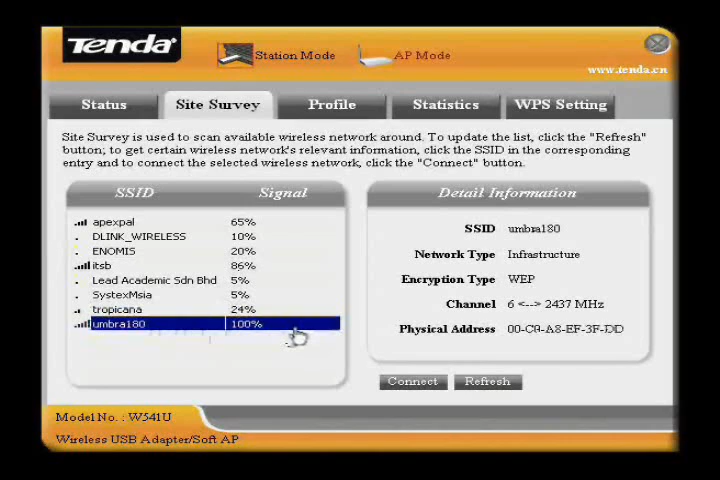 Tenda
Station Mode
AP Mode
www.tenda.cn
Status
Site Survey
Profile
Statistics
WPS Setting
Site Survey is used to scan available wireless network around. To update the list, click the "Refresh"
button; to get certain wireless network's relevant information, click the SSID in the corresponding
entry and to connect the selected wireless network, click the "Connect" button.
SSID Signal
apexpal 65%
DLINK_WIRELESS 10%
ENOMIS 20%
itsb 86%
Lead Academic Sdn Bhd 5%
SystexMsia 5%
tropicana 24%
umbra180 100%
Detail Information
SSID umbra180
Network Type Infrastructure
Encryption Type WEP
Channel 6 <--> 2437 MHz
Physical Address 00-C0-A8-EF-3F-DD
Connect
Refresh
Model No. : W541U
Wireless USB Adapter/Soft AP